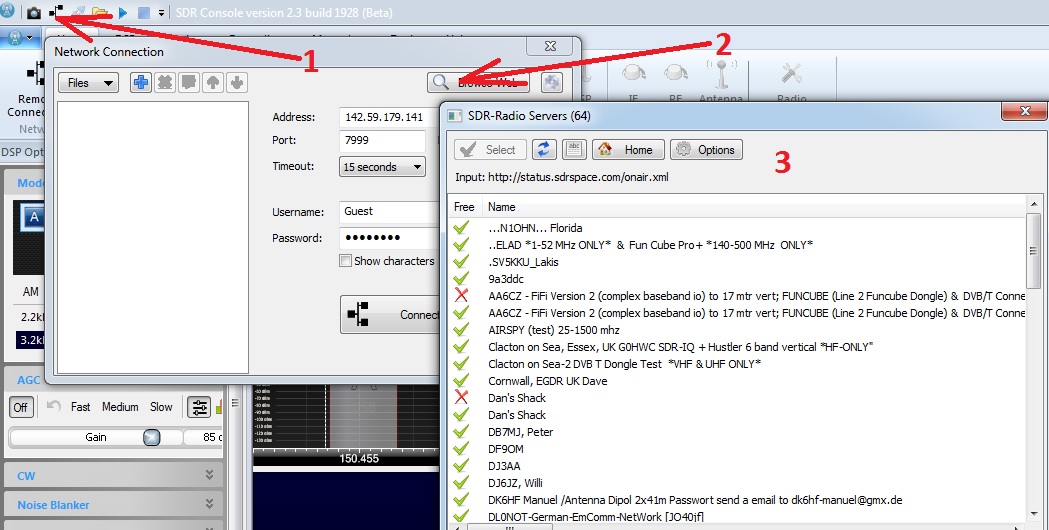 SDR Console version 2.3 build 1928 (Beta)
1
2
3
Network Connection
Files
Browse Web
Remo
Connec
Netw
IF
RF
Antenna
Radio
DSP Opt
Address:
142.59.179.141
Port:
7999
Timeout:
15 seconds
Username:
Guest
Password:
Show characters
Connect
Mode
A
AM
2.2k
3.2k
AGC
Off
Fast
Medium
Slow
Gain
85 d
CW
Noise Blanker
150.455
SDR-Radio Servers (64)
Select
abc
Home
Options
Input: http://status.sdrspace.com/onair.xml
Free Name
...N1OHN... Florida
..ELAD *1-52 MHz ONLY* & Fun Cube Pro+ *140-500 MHz ONLY*
.SV5KKU_Lakis
9a3ddc
AA6CZ - FiFi Version 2 (complex baseband io) to 17 mtr vert; FUNCUBE (Line 2 Funcube Dongle) & DVB/T Conne
AA6CZ - FiFi Version 2 (complex baseband io) to 17 mtr vert; FUNCUBE (Line 2 Funcube Dongle) & DVB/T Conne
AIRSPY (test) 25-1500 mhz
Clacton on Sea, Essex, UK G0HWC SDR-IQ + Hustler 6 band vertical *HF-ONLY"
Clacton on Sea-2 DVB T Dongle Test *VHF & UHF ONLY*
Cornwall, EGDR UK Dave
Dan's Shack
Dan's Shack
DB7MJ, Peter
DF9OM
DJ3AA
DJ6JZ, Willi
DK6HF Manuel /Antenna Dipol 2x41m Passwort send a email to dk6hf-manuel@gmx.de
DL0NOT-German-EmComm-NetWork [JO40jf]